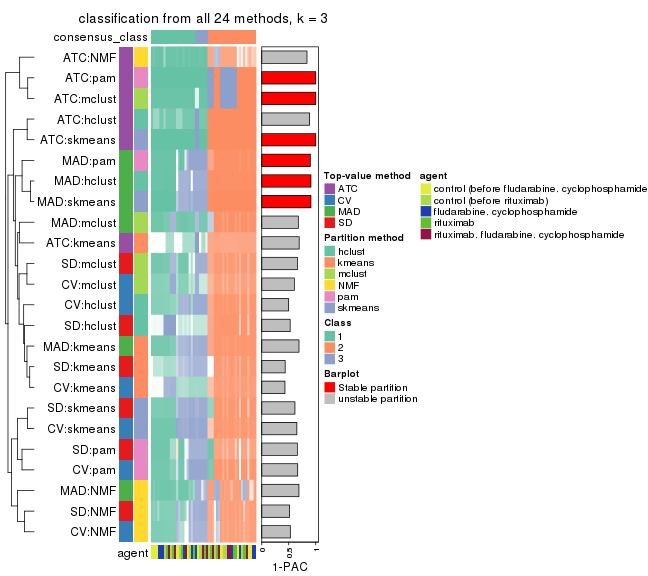 classification from all 24 methods, k = 3
consensus_class
ATC:NMF
ATC:pam
ATC:mclust
ATC:hclust
ATC:skmeans
MAD:pam
MAD:hclust
MAD:skmeans
MAD:mclust
ATC:kmeans
SD:mclust
CV:mclust
CV:hclust
SD:hclust
MAD:kmeans
SD:kmeans
CV:kmeans
SD:skmeans
CV:skmeans
SD:pam
CV:pam
MAD:NMF
SD:NMF
CV:NMF
agent
0
0.5
1
1-PAC
Top-value method
ATC
CV
MAD
SD
Partition method
hclust
kmeans
mclust
NMF
pam
skmeans
Class
1
2
3
Barplot
Stable partition
unstable partition
agent
control (before fludarabine. cyclophosphamide
control (before rituximab)
fludarabine. cyclophosphamide
rituximab
rituximab. fludarabine. cyclophosphamide